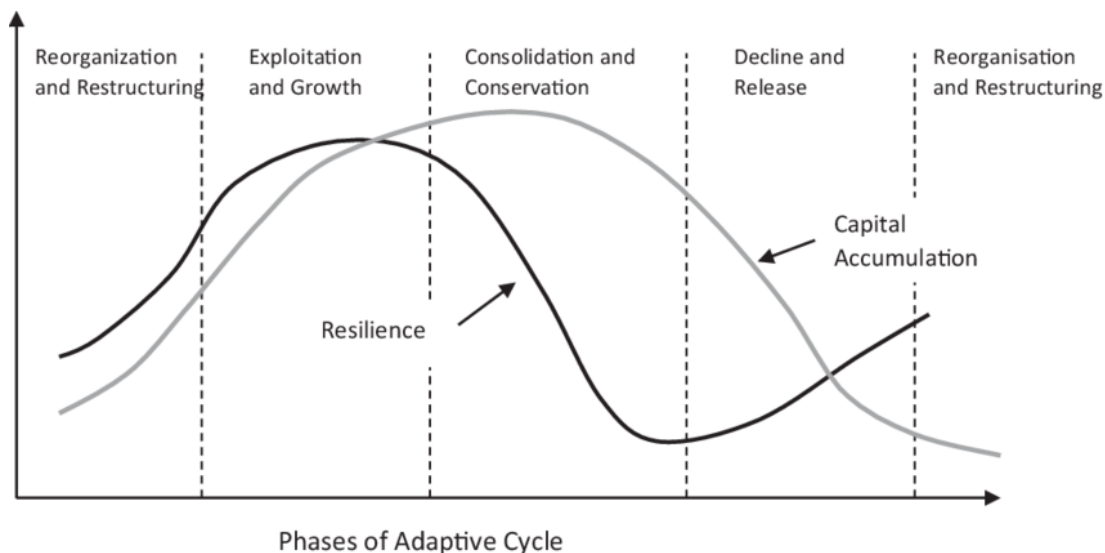 Reorganization
and Restructuring
Exploitation
and Growth
Consolidation and
Conservation
Decline and
Release
Reorganisation
and Restructuring
Capital
Accumulation
Resilience
Phases of Adaptive Cycle